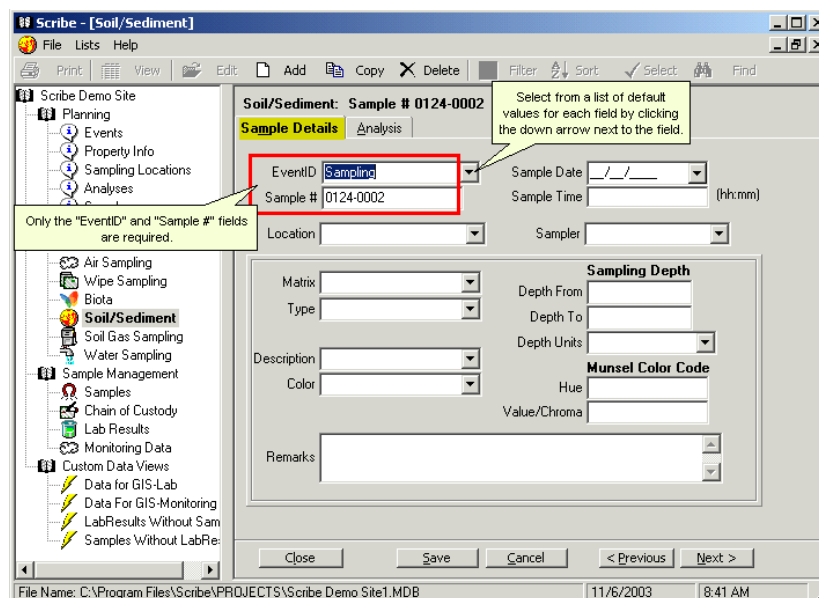 Scribe - [Soil/Sediment]
File Lists Help
Print View Edit Add Copy Delete Filter Sort Select Find
Scribe Demo Site
Planning
Events
Property Info
Sampling Locations
Analyses
Air Sampling
Wipe Sampling
Biota
Soil/Sediment
Soil Gas Sampling
Water Sampling
Sample Management
Samples
Chain of Custody
Lab Results
Monitoring Data
Custom Data Views
Data for GIS-Lab
Data For GIS-Monitoring
LabResults Without Sam
Samples Without LabRe
Soil/Sediment: Sample # 0124-0002
Sample Details Analysis
Select from a list of default
values for each field by clicking
the down arrow next to the field.
EventID Sampling
Sample # 0124-0002
Only the "EventID" and "Sample #" fields
are required.
Sample Date __/__/____
Sample Time (hh:mm)
Location
Sampler
Matrix
Type
Description
Color
Sampling Depth
Depth From
Depth To
Depth Units
Munsel Color Code
Hue
Value/Chroma
Remarks
Close Save Cancel < Previous Next >
File Name: C:\Program Files\Scribe\PROJECTS\Scribe Demo Site1.MDB 11/6/2003 8:41 AM